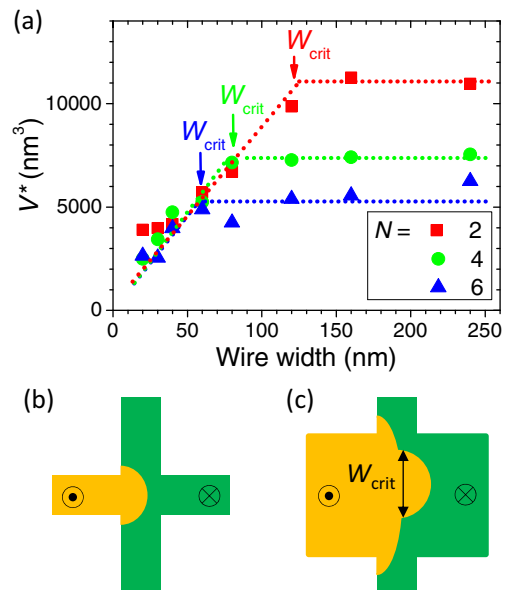 (a)
W_crit
W_crit
W_crit
V* (nm³)
10000
5000
0
0 50 100 150 200 250
Wire width (nm)
N = 2
4
6
(b) (c)
W_crit